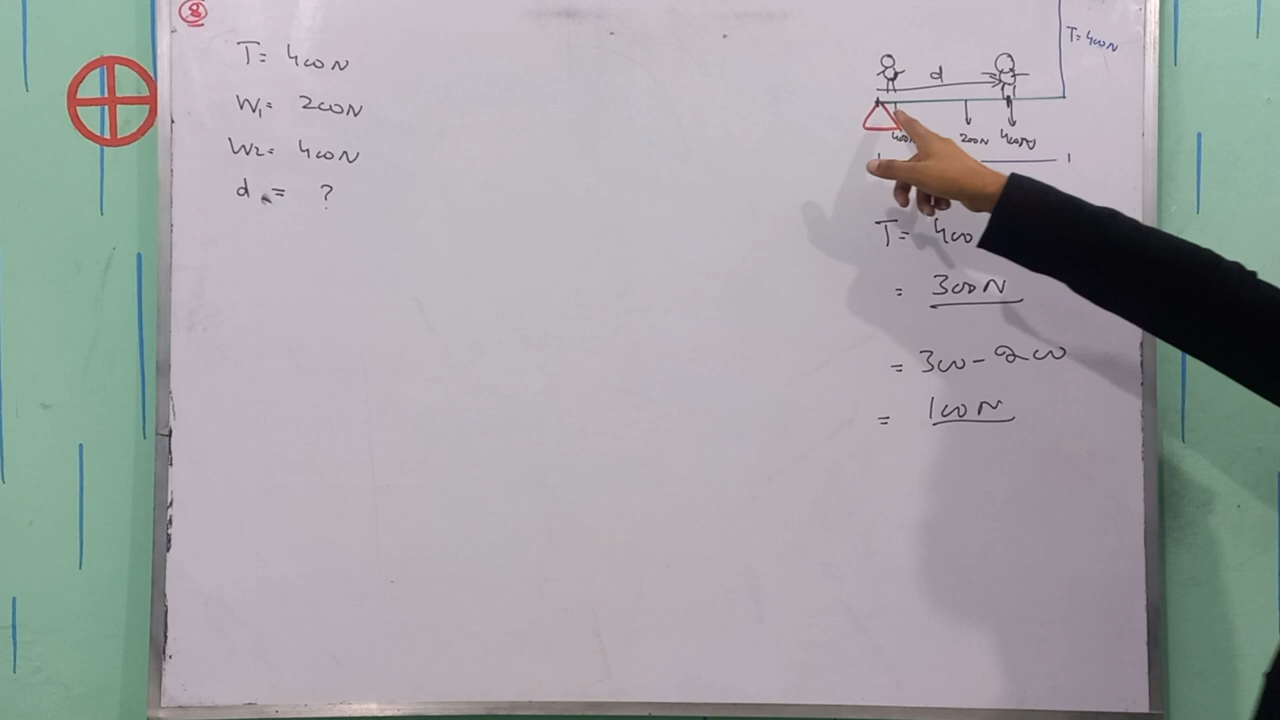 8
T = 400N
W1 = 200N
W2 = 400N
d = ?
T = 400N
d
200N 400N
T = 400
= 300N
= 300 - 200
= 100N